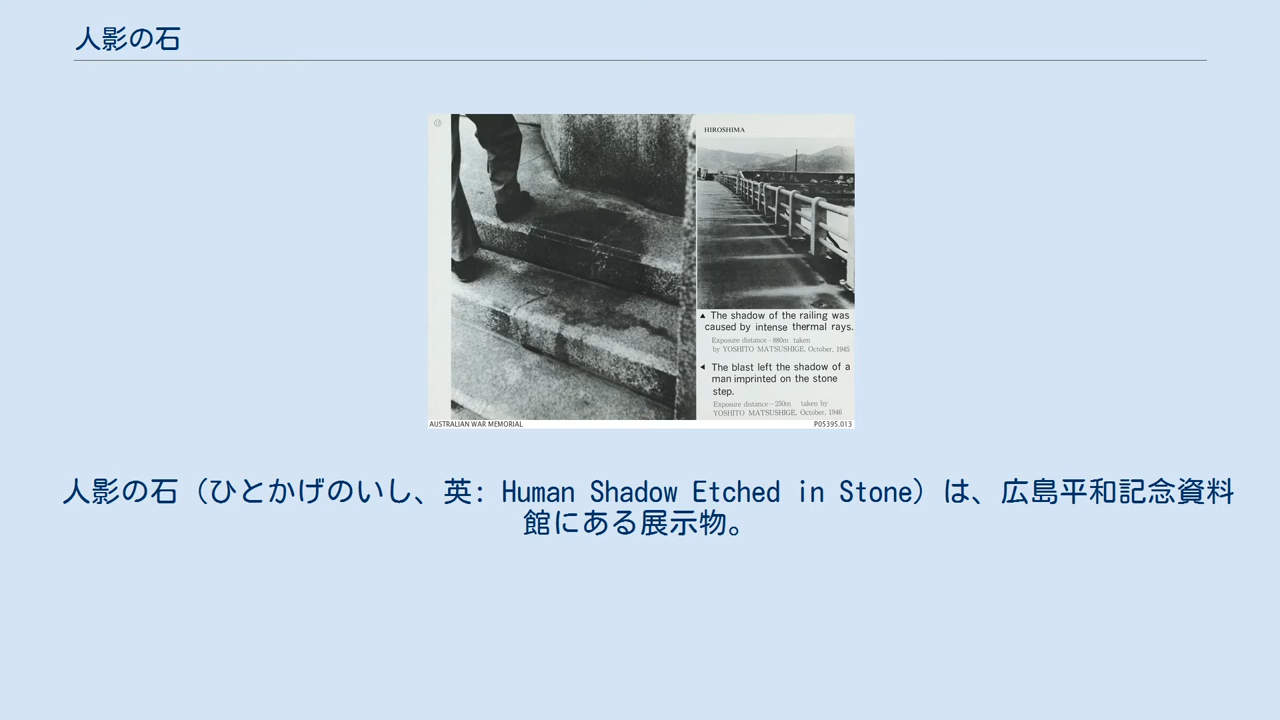 人影の石
HIROSHIMA
▲ The shadow of the railing was
caused by intense thermal rays.
Exposure distance–880m taken
by YOSHITO MATSUSHIGE, October, 1945
◀ The blast left the shadow of a
man imprinted on the stone
step.
Exposure distance–250m taken by
YOSHITO MATSUSHIGE, October, 1946
AUSTRALIAN WAR MEMORIAL
P05395.013
人影の石（ひとかげのいし、英: Human Shadow Etched in Stone）は、広島平和記念資料
館にある展示物。